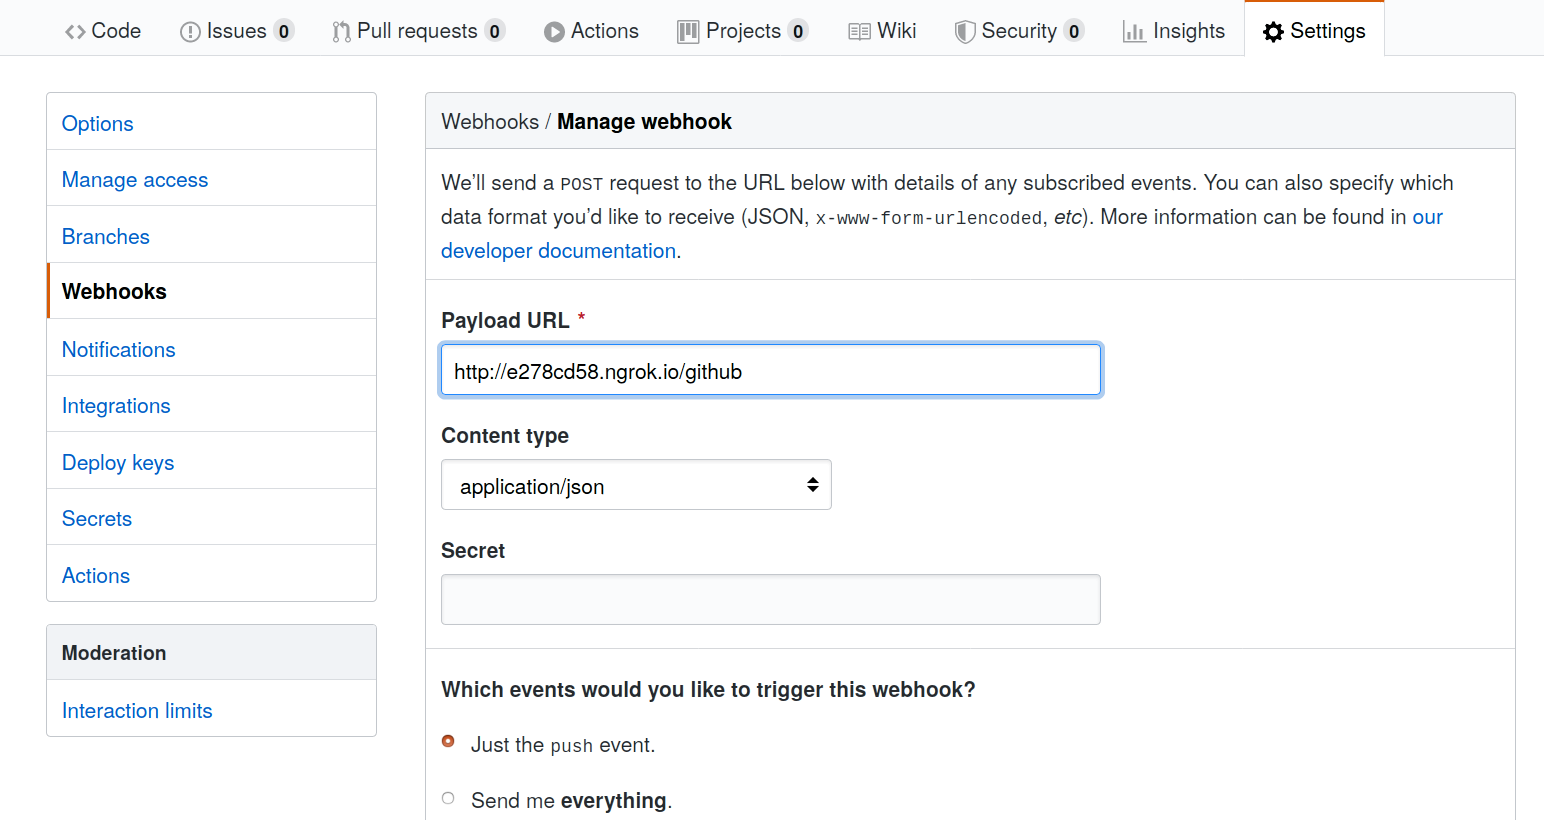 Code Issues 0 Pull requests 0 Actions Projects 0 Wiki Security 0 Insights Settings
Options
Manage access
Branches
Webhooks
Notifications
Integrations
Deploy keys
Secrets
Actions
Moderation
Interaction limits
Webhooks / Manage webhook
We’ll send a POST request to the URL below with details of any subscribed events. You can also specify which
data format you’d like to receive (JSON, x-www-form-urlencoded, etc). More information can be found in our
developer documentation.
Payload URL *
http://e278cd58.ngrok.io/github
Content type
application/json
Secret
Which events would you like to trigger this webhook?
Just the push event.
Send me everything.